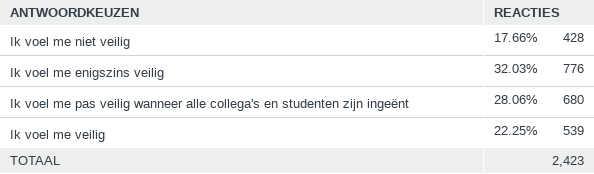 ANTWOORDKEUZEN REACTIES
Ik voel me niet veilig 17.66% 428
Ik voel me enigszins veilig 32.03% 776
Ik voel me pas veilig wanneer alle collega's en studenten zijn ingeënt 28.06% 680
Ik voel me veilig 22.25% 539
TOTAAL 2,423